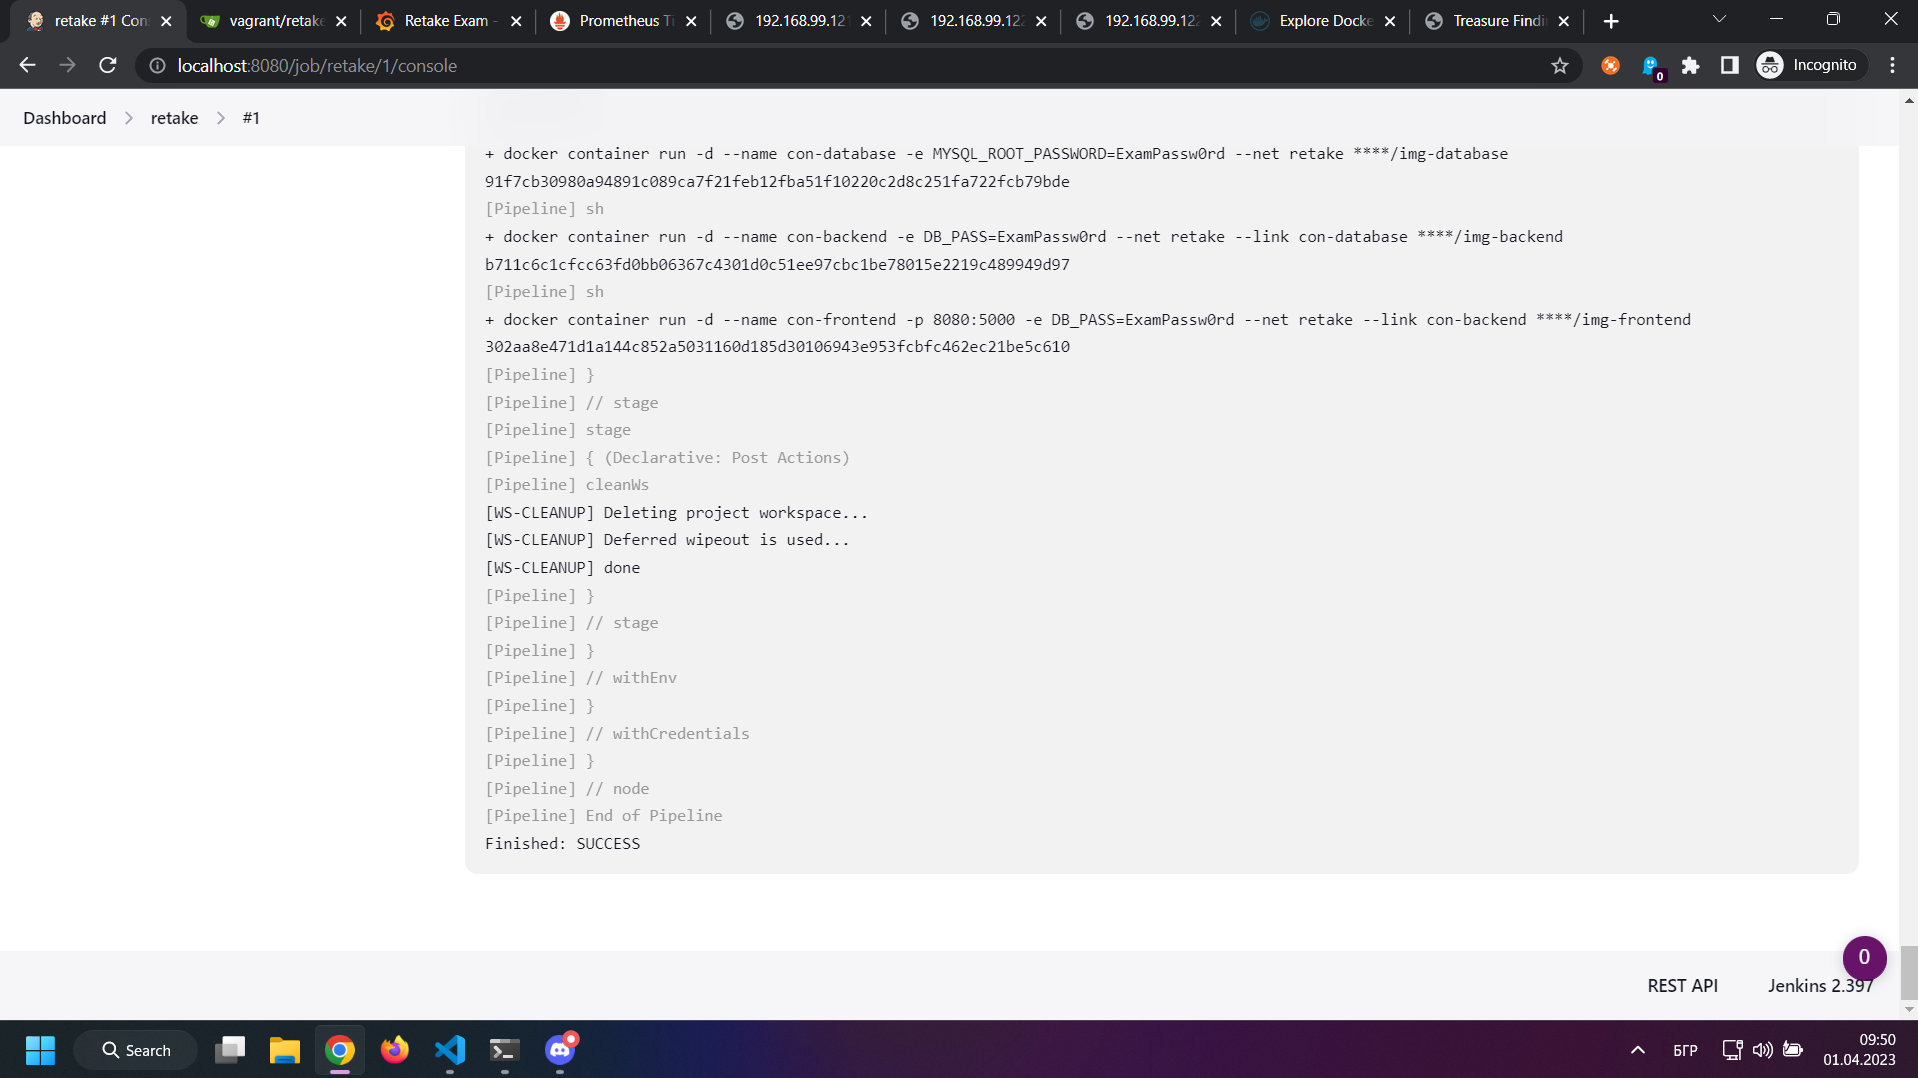 retake #1 Con
vagrant/retake
Retake Exam -
Prometheus Ti
192.168.99.121
192.168.99.122
192.168.99.122
Explore Docke
Treasure Findi
localhost:8080/job/retake/1/console
0
Incognito
Dashboard
retake
#1
+ docker container run -d --name con-database -e MYSQL_ROOT_PASSWORD=ExamPassw0rd --net retake ****/img-database
91f7cb30980a94891c089ca7f21feb12fba51f10220c2d8c251fa722fcb79bde
[Pipeline] sh
+ docker container run -d --name con-backend -e DB_PASS=ExamPassw0rd --net retake --link con-database ****/img-backend
b711c6c1cfcc63fd0bb06367c4301d0c51ee97cbc1be78015e2219c489949d97
[Pipeline] sh
+ docker container run -d --name con-frontend -p 8080:5000 -e DB_PASS=ExamPassw0rd --net retake --link con-backend ****/img-frontend
302aa8e471d1a144c852a5031160d185d30106943e953fcbfc462ec21be5c610
[Pipeline] }
[Pipeline] // stage
[Pipeline] stage
[Pipeline] { (Declarative: Post Actions)
[Pipeline] cleanWs
[WS-CLEANUP] Deleting project workspace...
[WS-CLEANUP] Deferred wipeout is used...
[WS-CLEANUP] done
[Pipeline] }
[Pipeline] // stage
[Pipeline] }
[Pipeline] // withEnv
[Pipeline] }
[Pipeline] // withCredentials
[Pipeline] }
[Pipeline] // node
[Pipeline] End of Pipeline
Finished: SUCCESS
0
REST API
Jenkins 2.397
Search
БГР
09:50
01.04.2023